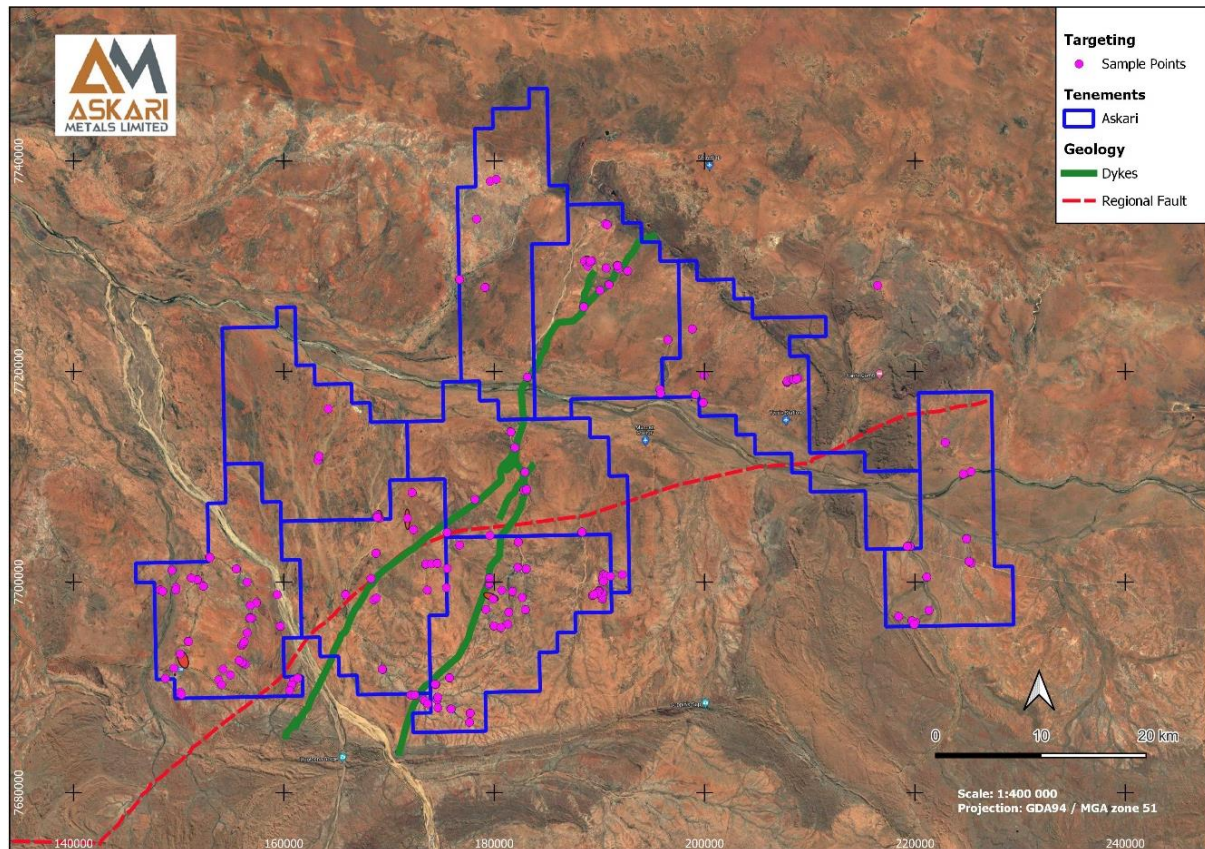 AM
ASKARI
METALS LIMITED
Targeting
Sample Points
Tenements
Askari
Geology
Dykes
Regional Fault
7740000
7720000
7700000
7680000
0 10 20 km
Scale: 1:400 000
Projection: GDA94 / MGA zone 51
140000 160000 180000 200000 220000 240000